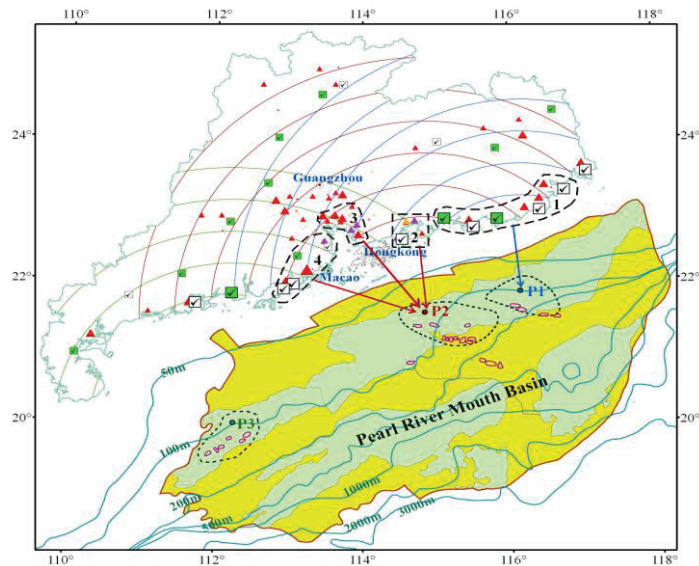 110° 112° 114° 116° 118°
24° 24°
Guangzhou
3
1
2
Hongkong
4
22° 22°
Macao
P1
P2
50m
20° 20°
Pearl River Mouth Basin
P3
100m
200m
1000m
2000m
3000m
110° 112° 114° 116° 118°